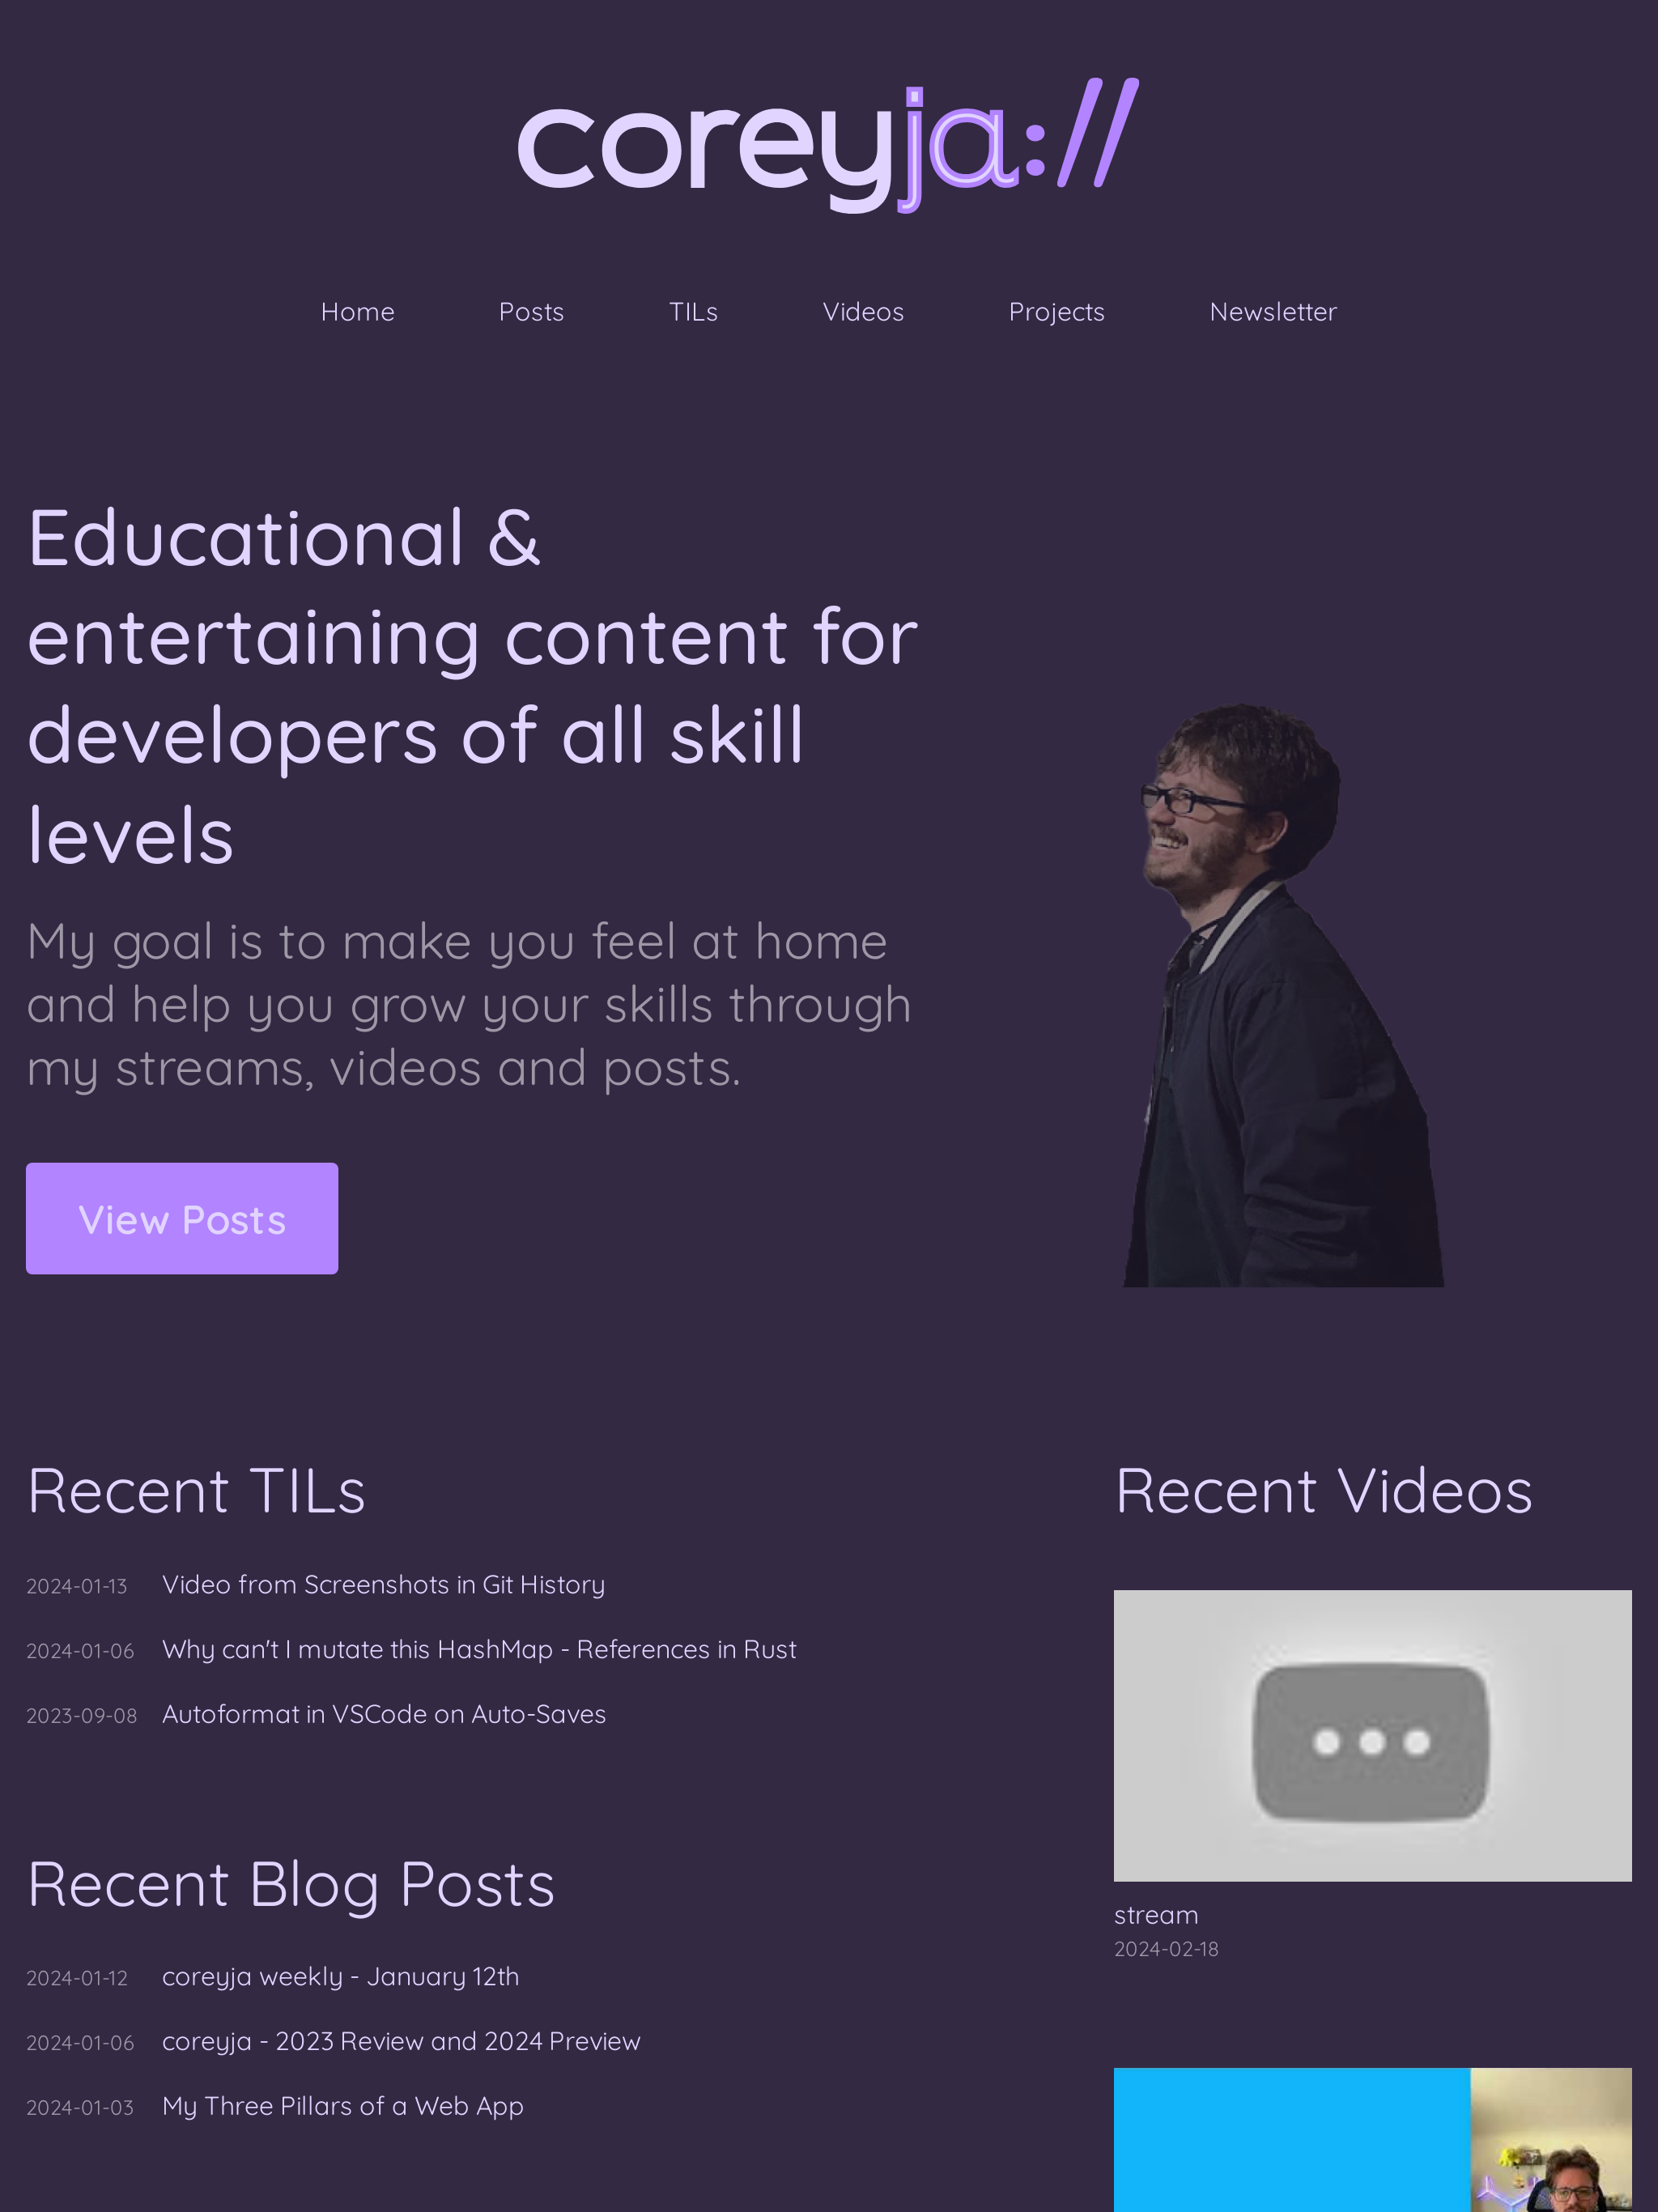 coreyja://
Home Posts TILs Videos Projects Newsletter
Educational &
entertaining content for
developers of all skill
levels
My goal is to make you feel at home
and help you grow your skills through
my streams, videos and posts.
View Posts
Recent TILs
2024-01-13 Video from Screenshots in Git History
2024-01-06 Why can't I mutate this HashMap - References in Rust
2023-09-08 Autoformat in VSCode on Auto-Saves
Recent Blog Posts
2024-01-12 coreyja weekly - January 12th
2024-01-06 coreyja - 2023 Review and 2024 Preview
2024-01-03 My Three Pillars of a Web App
Recent Videos
stream
2024-02-18